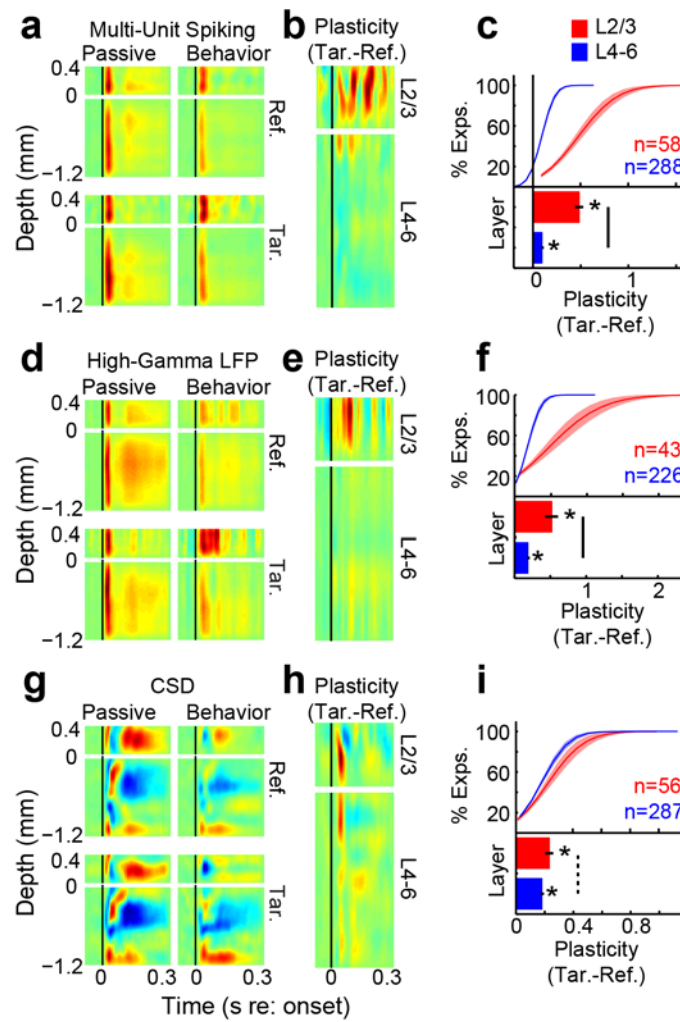 a
Multi-Unit Spiking
Passive
Behavior
0.4
0
Ref.
−1.2
0.4
0
Tar.
−1.2
Depth (mm)
b
Plasticity
(Tar.-Ref.)
L2/3
L4-6
c
L2/3
L4-6
100
60
20
% Exps.
n=58
n=288
Layer
*
*
0
1
Plasticity
(Tar.-Ref.)
d
High-Gamma LFP
Passive
Behavior
0.4
0
Ref.
−1.2
0.4
0
Tar.
−1.2
Depth (mm)
e
Plasticity
(Tar.-Ref.)
L2/3
L4-6
f
100
60
20
% Exps.
n=43
n=226
Layer
*
*
1
2
Plasticity
(Tar.-Ref.)
g
CSD
Passive
Behavior
0.4
0
Ref.
−1.2
0.4
0
Tar.
−1.2
Depth (mm)
0
0.3
0
0.3
Time (s re: onset)
h
Plasticity
(Tar.-Ref.)
L2/3
L4-6
0
0.3
i
100
60
20
% Exps.
n=56
n=287
Layer
*
*
0
0.4
0.8
Plasticity
(Tar.-Ref.)